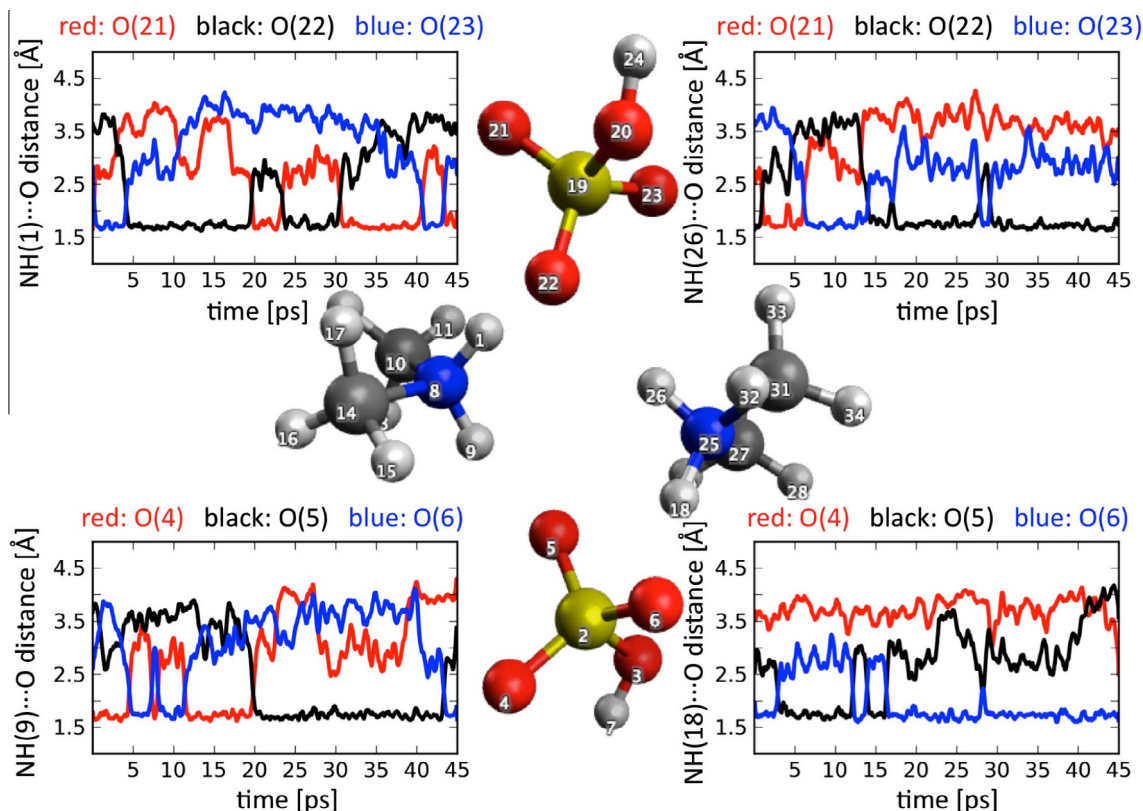 red: O(21) black: O(22) blue: O(23)
NH(1)···O distance [Å]
4.5
3.5
2.5
1.5
5 10 15 20 25 30 35 40 45
time [ps]
24
21
20
19
23
22
red: O(21) black: O(22) blue: O(23)
NH(26)···O distance [Å]
4.5
3.5
2.5
1.5
5 10 15 20 25 30 35 40 45
time [ps]
17
11
1
10
8
14
3
16
9
15
33
26
32
31
34
25
27
28
18
red: O(4) black: O(5) blue: O(6)
NH(9)···O distance [Å]
4.5
3.5
2.5
1.5
5 10 15 20 25 30 35 40 45
time [ps]
5
6
2
3
4
7
red: O(4) black: O(5) blue: O(6)
NH(18)···O distance [Å]
4.5
3.5
2.5
1.5
5 10 15 20 25 30 35 40 45
time [ps]